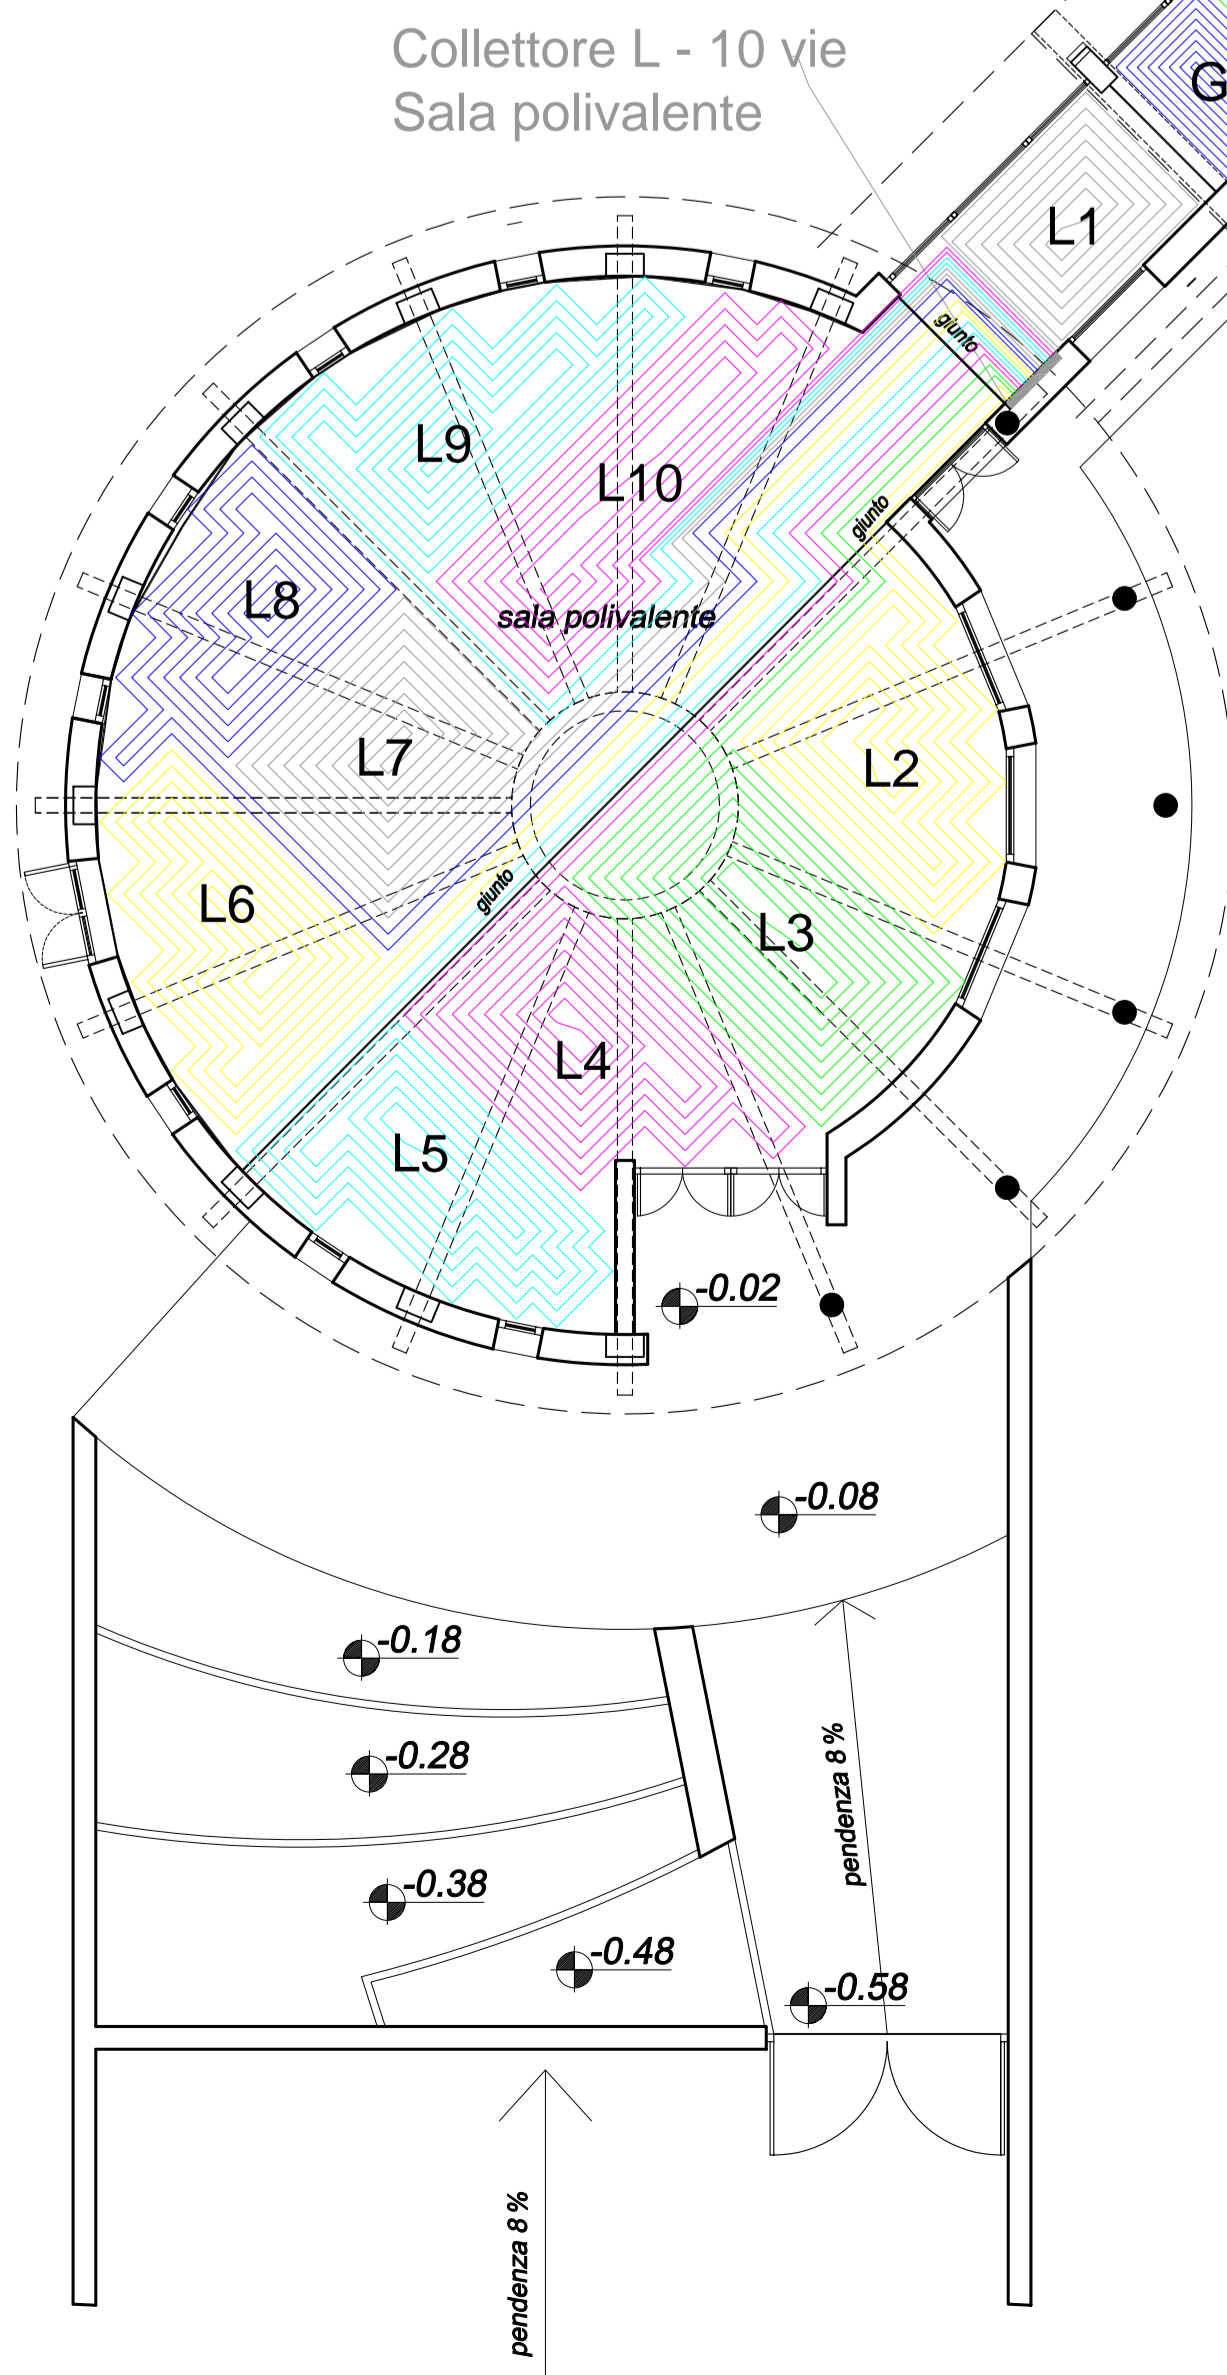 Collettore L - 10 vie
Sala polivalente
G
L1
giunto
L9
L10
giunto
L8
sala polivalente
L7
L2
L6
giunto
L3
L4
L5
-0.02
-0.08
-0.18
-0.28
pendenza 8 %
-0.38
-0.48
-0.58
pendenza 8 %